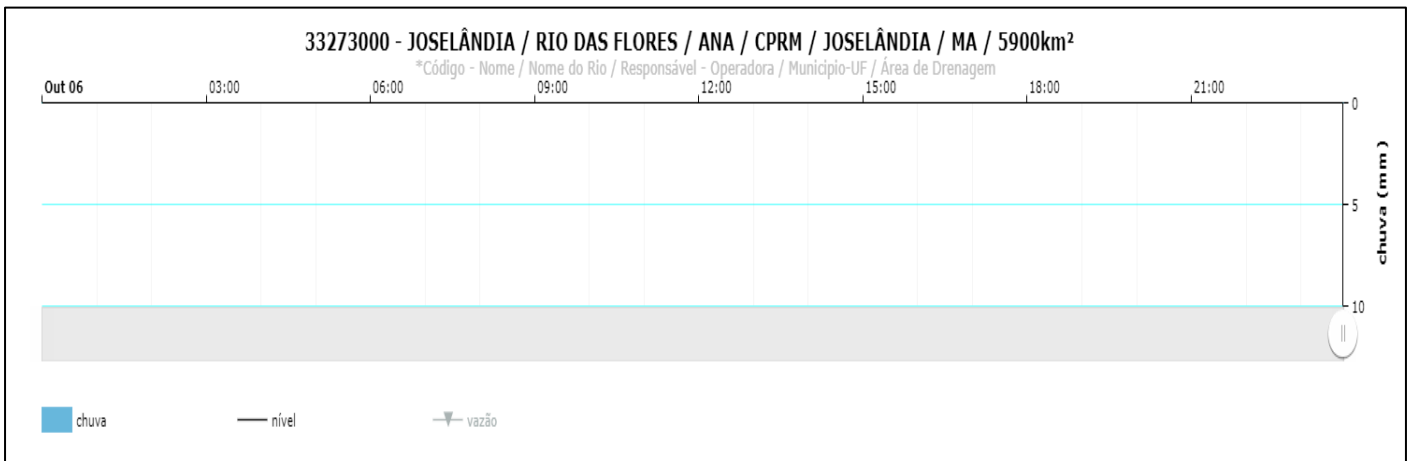 33273000 - JOSELÂNDIA / RIO DAS FLORES / ANA / CPRM / JOSELÂNDIA / MA / 5900km²
*Código - Nome / Nome do Rio / Responsável - Operadora / Municipio-UF / Área de Drenagem
Out 06 03:00 06:00 09:00 12:00 15:00 18:00 21:00
0
5
10
chuva (mm)
chuva nível vazão